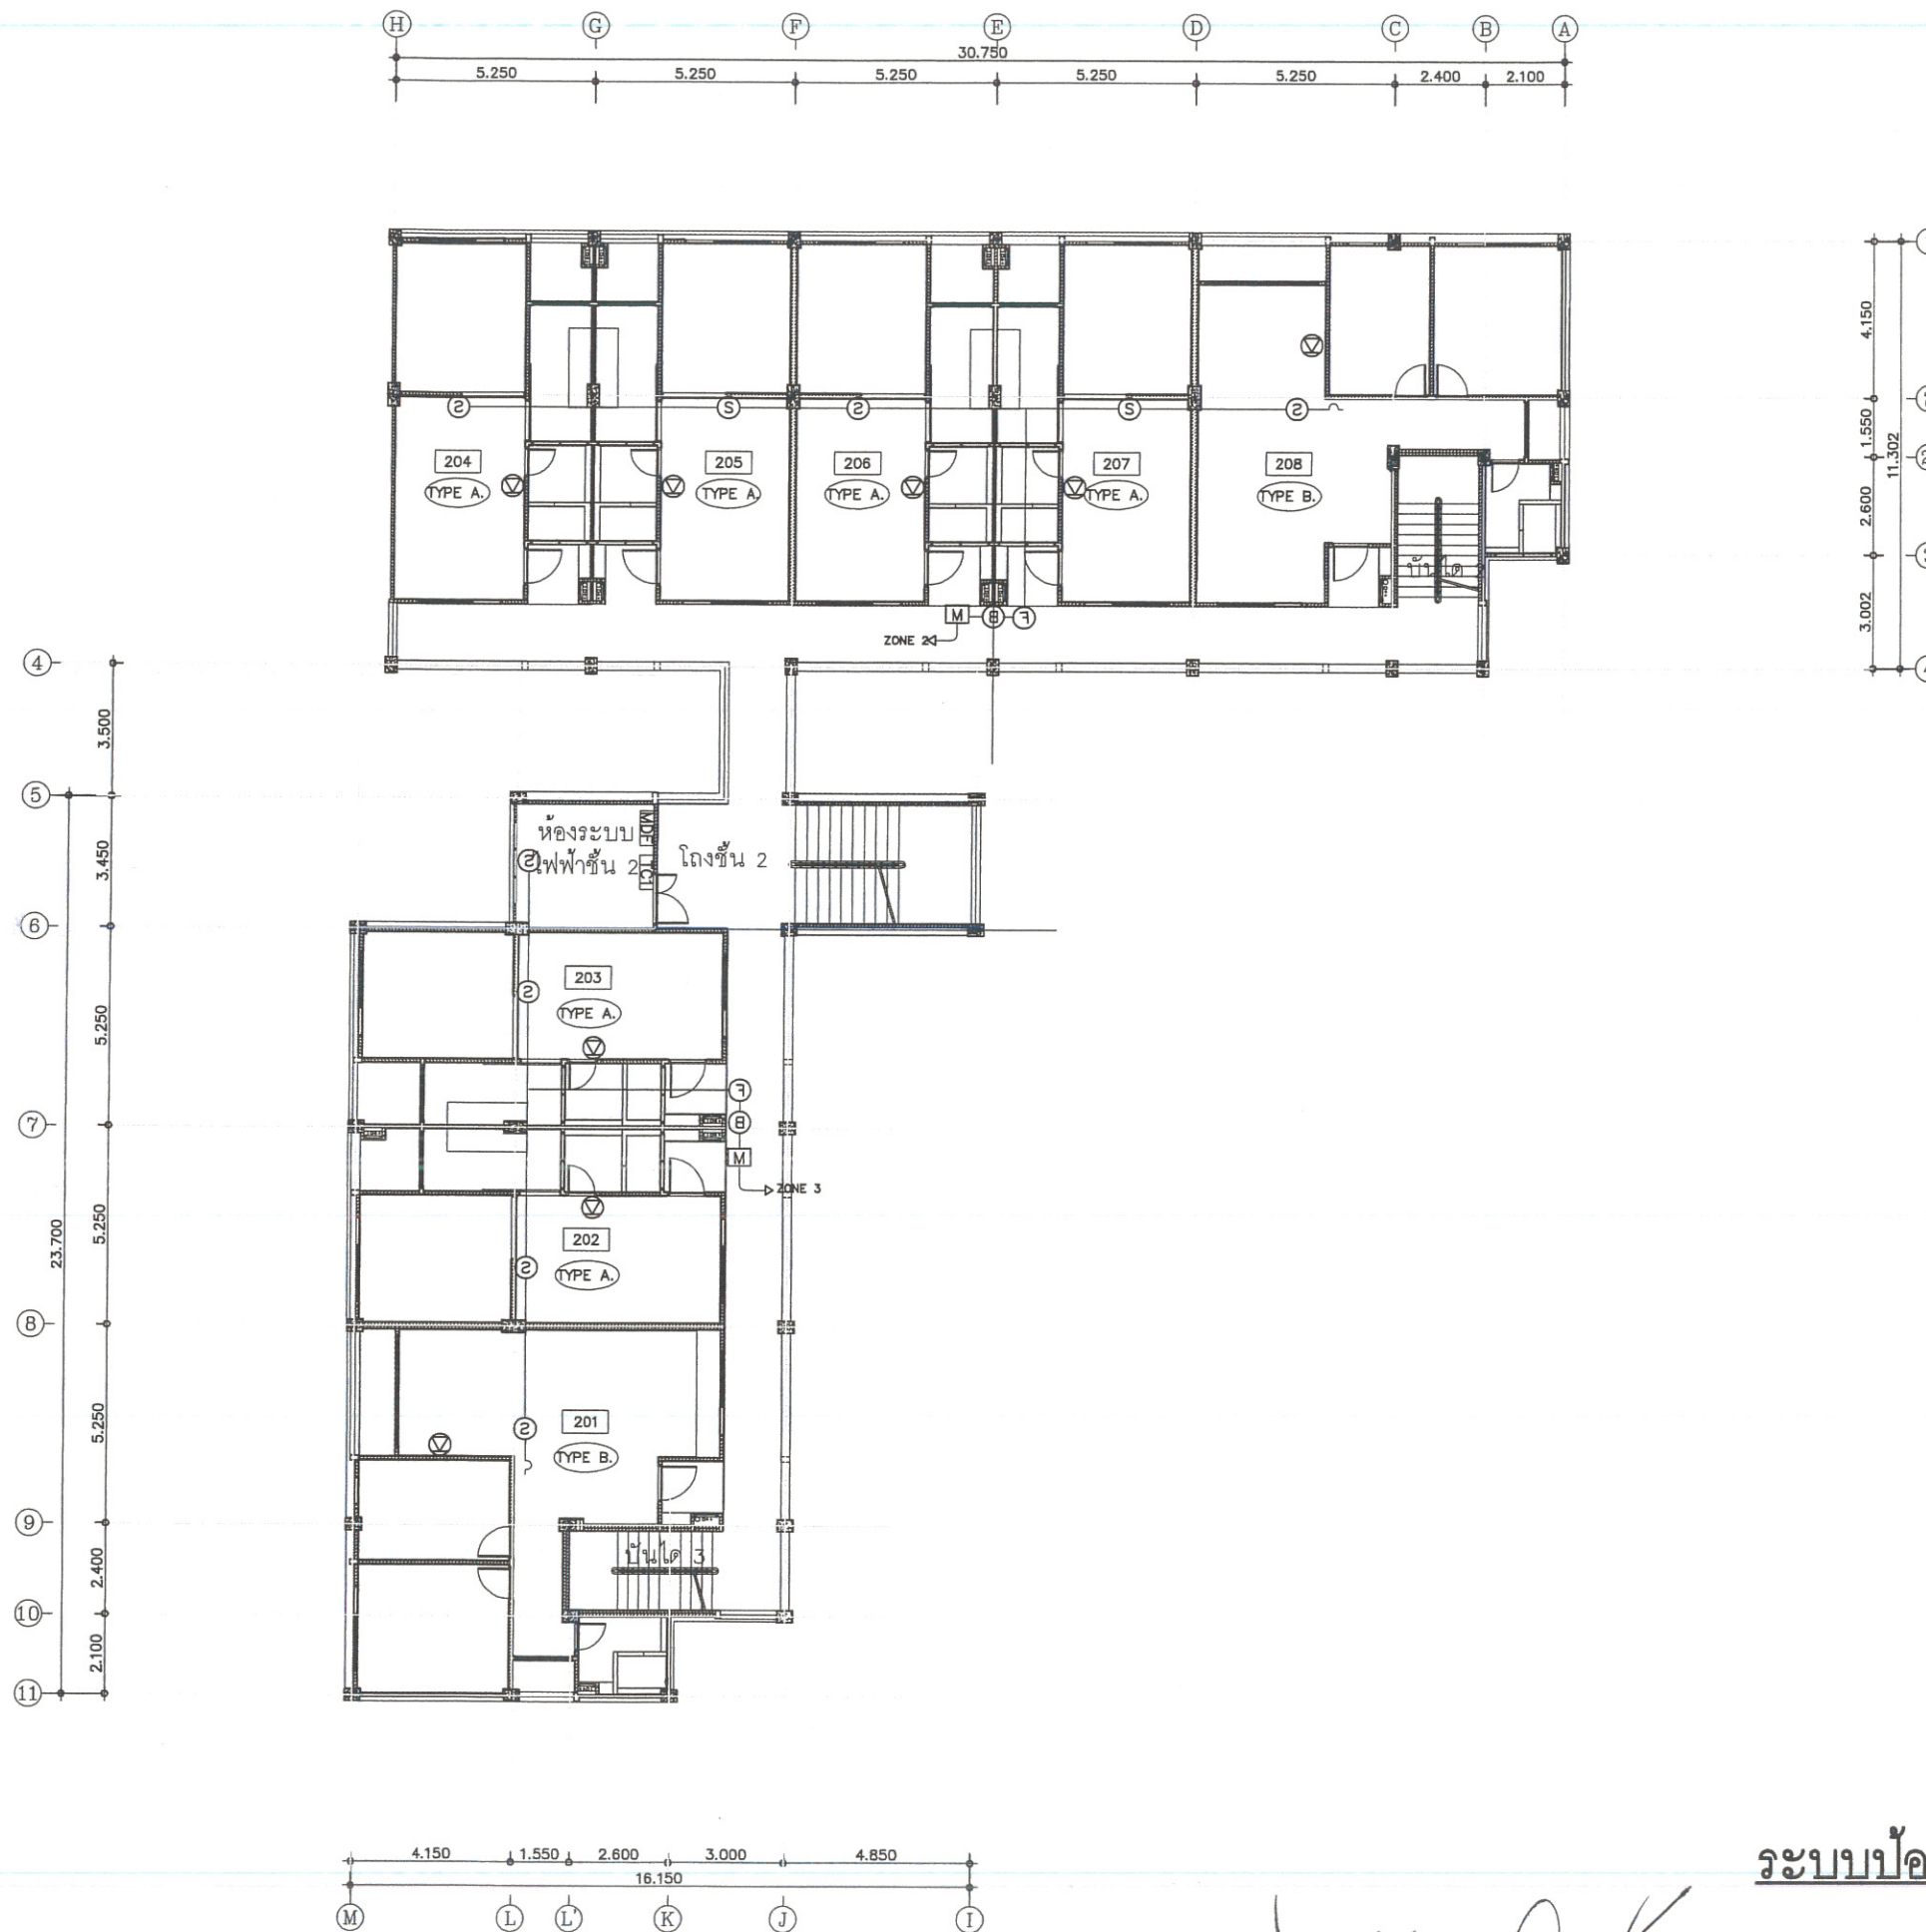 H G F E D C B A
30.750
5.250 5.250 5.250 5.250 5.250 2.400 2.100
4.150
1.550
2.600
3.002
11.302
S S S S S
204 205 206 207 208
TYPE A. TYPE A. TYPE A. TYPE A. TYPE B.
บันได
M B F
ZONE 2
4
3.500
5
3.450
6
5.250
7
5.250
8
5.250
9
2.400
10
2.100
11
23.700
ห้องระบบ
ไฟฟ้าชั้น 2
MDF
TC1
โถงชั้น 2
S
203
S
TYPE A.
F
B
M
ZONE 3
202
S
TYPE A.
201
S
TYPE B.
บันได 3
4.150 1.550 2.600 3.000 4.850
16.150
M L L' K J I